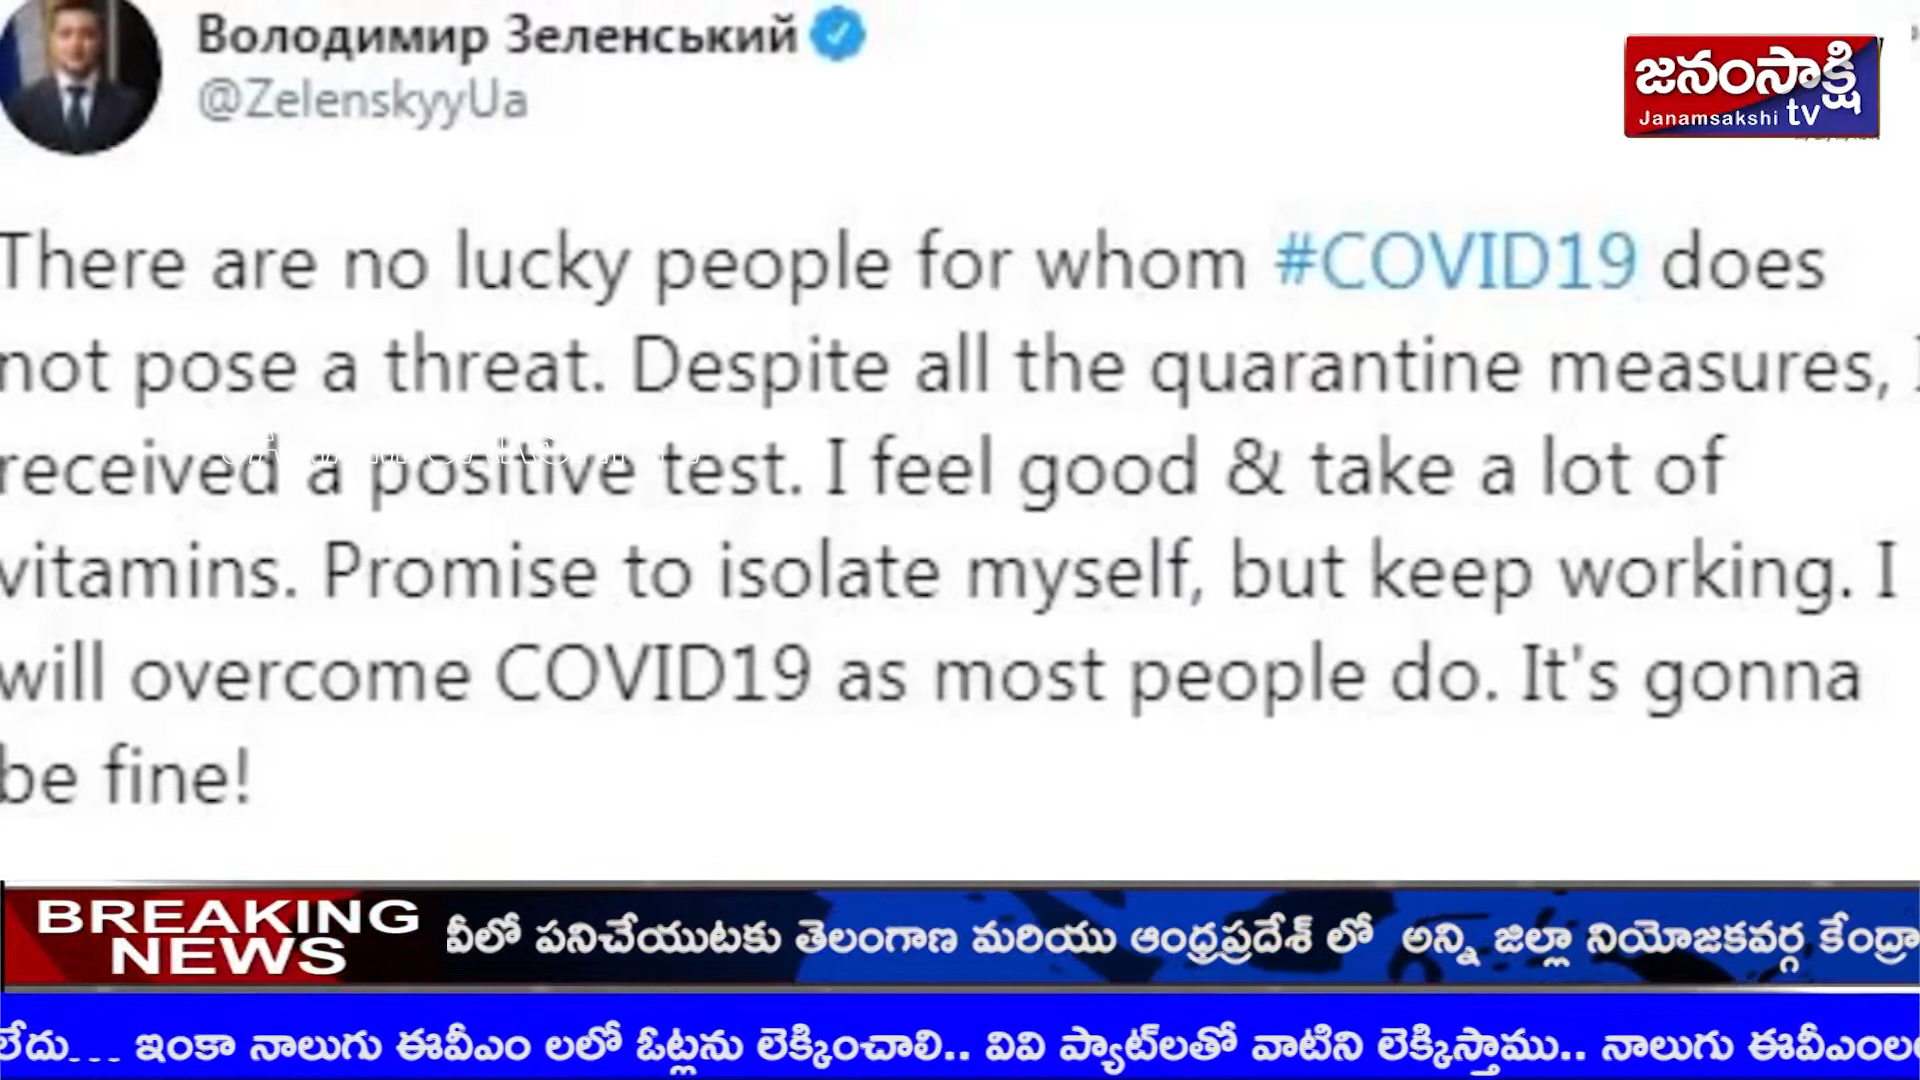 Володимир Зеленський
@ZelenskyyUa
జనంసాక్షి
Janamsakshi tv
There are no lucky people for whom #COVID19 does
not pose a threat. Despite all the quarantine measures, I
received a positive test. I feel good & take a lot of
vitamins. Promise to isolate myself, but keep working. I
will overcome COVID19 as most people do. It's gonna
be fine!
BREAKING
NEWS
వీలో పనిచేయుటకు తెలంగాణ మరియు ఆంధ్రప్రదేశ్ లో అన్ని జిల్లా నియోజకవర్గ కేంద్రా
లేదు... ఇంకా నాలుగు ఈవీఎం లలో ఓట్లను లెక్కించాలి.. వివి ప్యాట్‌లతో వాటిని లెక్కిస్తాము.. నాలుగు ఈవీఎంల